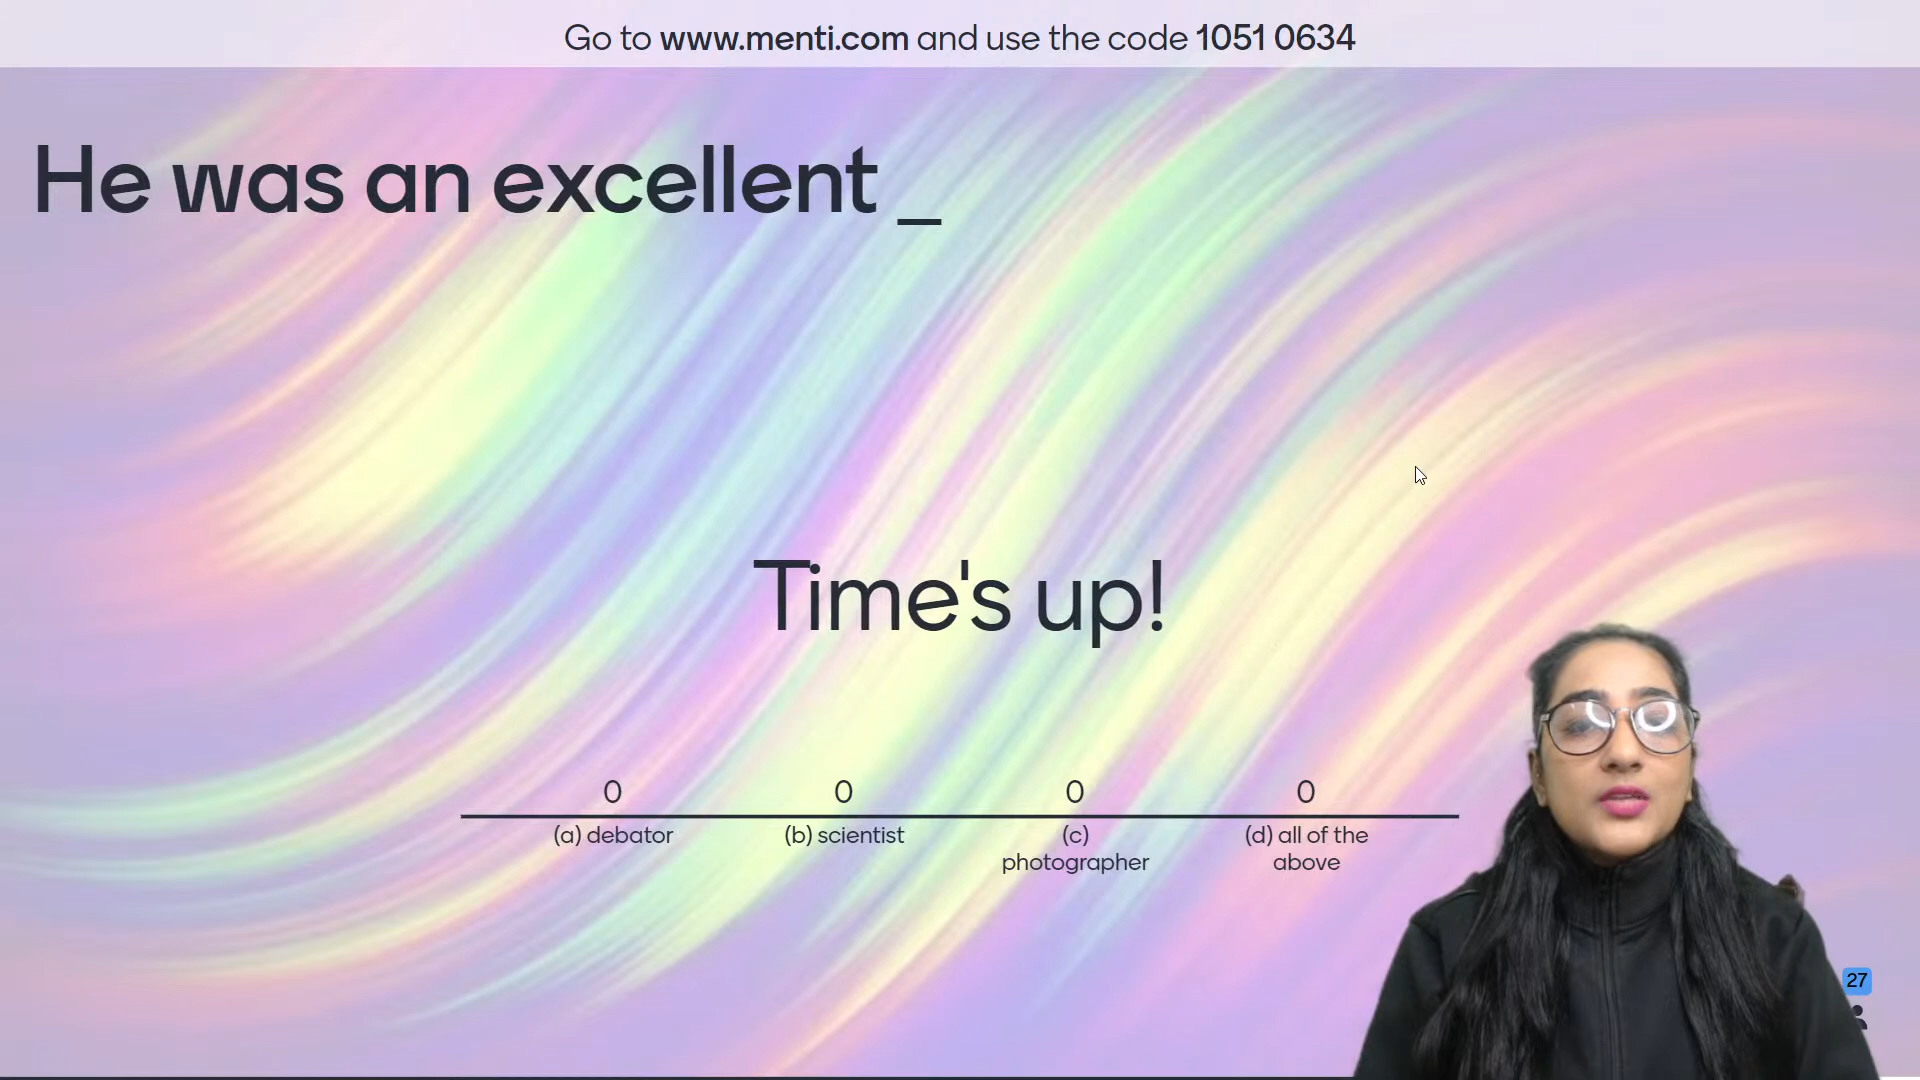 Go to www.menti.com and use the code 1051 0634
He was an excellent _
Time's up!
0 0 0 0
(a) debator (b) scientist (c) photographer (d) all of the above
27